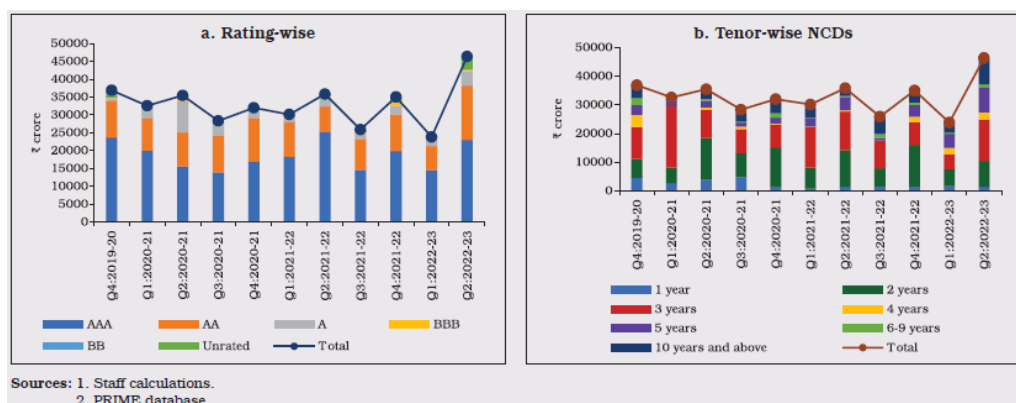 a. Rating-wise
50000
45000
40000
35000
30000
25000
20000
15000
10000
5000
0
₹ crore
Q4:2019-20
Q1:2020-21
Q2:2020-21
Q3:2020-21
Q4:2020-21
Q1:2021-22
Q2:2021-22
Q3:2021-22
Q4:2021-22
Q1:2022-23
Q2:2022-23
AAA AA A BBB
BB Unrated Total
b. Tenor-wise NCDs
50000
40000
30000
20000
10000
0
₹ crore
Q4:2019-20
Q1:2020-21
Q2:2020-21
Q3:2020-21
Q4:2020-21
Q1:2021-22
Q2:2021-22
Q3:2021-22
Q4:2021-22
Q1:2022-23
Q2:2022-23
1 year 2 years
3 years 4 years
5 years 6-9 years
10 years and above Total
Sources: 1. Staff calculations.
2. PRIME database